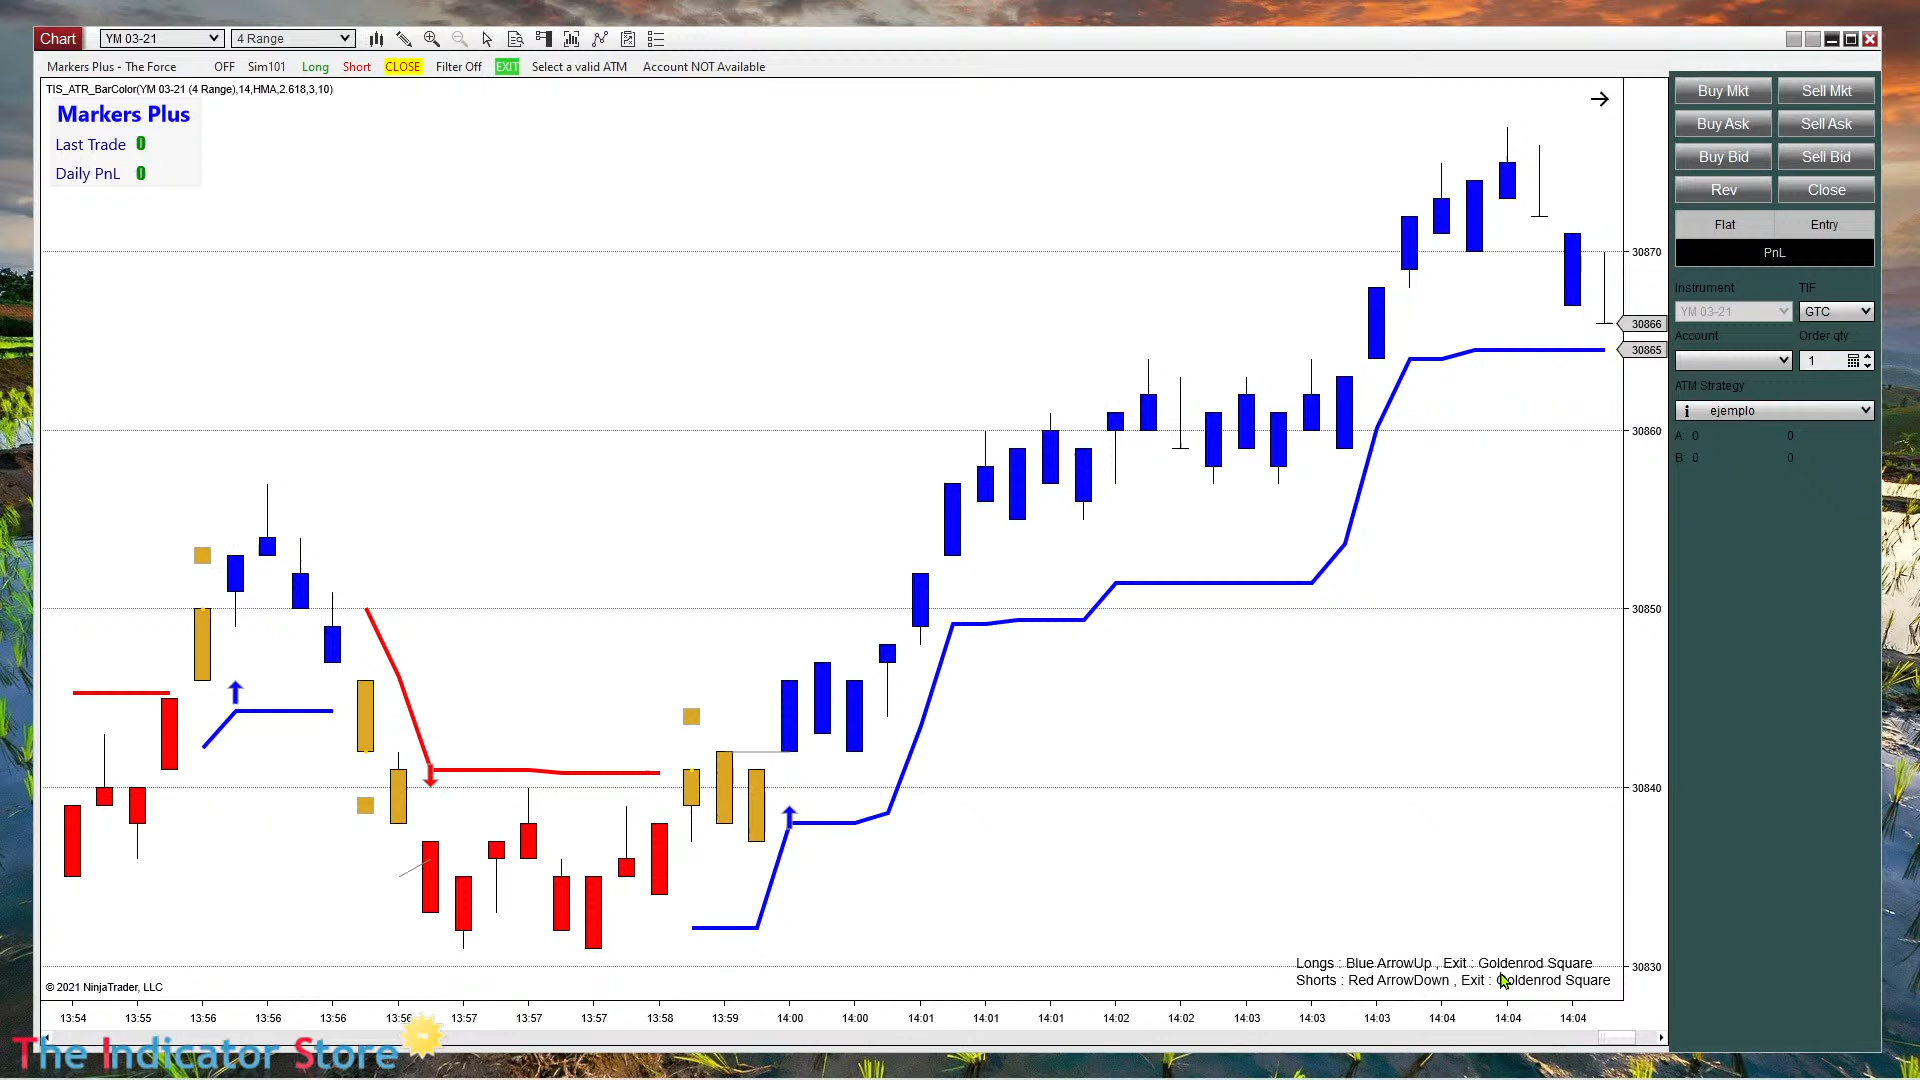 Chart YM 03-21 4 Range
Markers Plus - The Force OFF Sim101 Long Short CLOSE Filter Off EXIT Select a valid ATM Account NOT Available
TIS_ATR_BarColor(YM 03-21 (4 Range),14,HMA,2.618,3,10)
Markers Plus
Last Trade 0
Daily PnL 0
30870
30866
30865
30860
30850
30840
30830
Longs : Blue ArrowUp , Exit : Goldenrod Square
Shorts : Red ArrowDown , Exit : Goldenrod Square
© 2021 NinjaTrader, LLC
13:54 13:55 13:56 13:56 13:56 13:56 13:57 13:57 13:57 13:58 13:59 14:00 14:00 14:01 14:01 14:01 14:02 14:02 14:03 14:03 14:03 14:04 14:04 14:04
Buy Mkt Sell Mkt
Buy Ask Sell Ask
Buy Bid Sell Bid
Rev Close
Flat Entry
PnL
Instrument TIF
YM 03-21 GTC
Account Order qty
1
ATM Strategy
i ejemplo
A: 0 0
B: 0 0
The Indicator Store